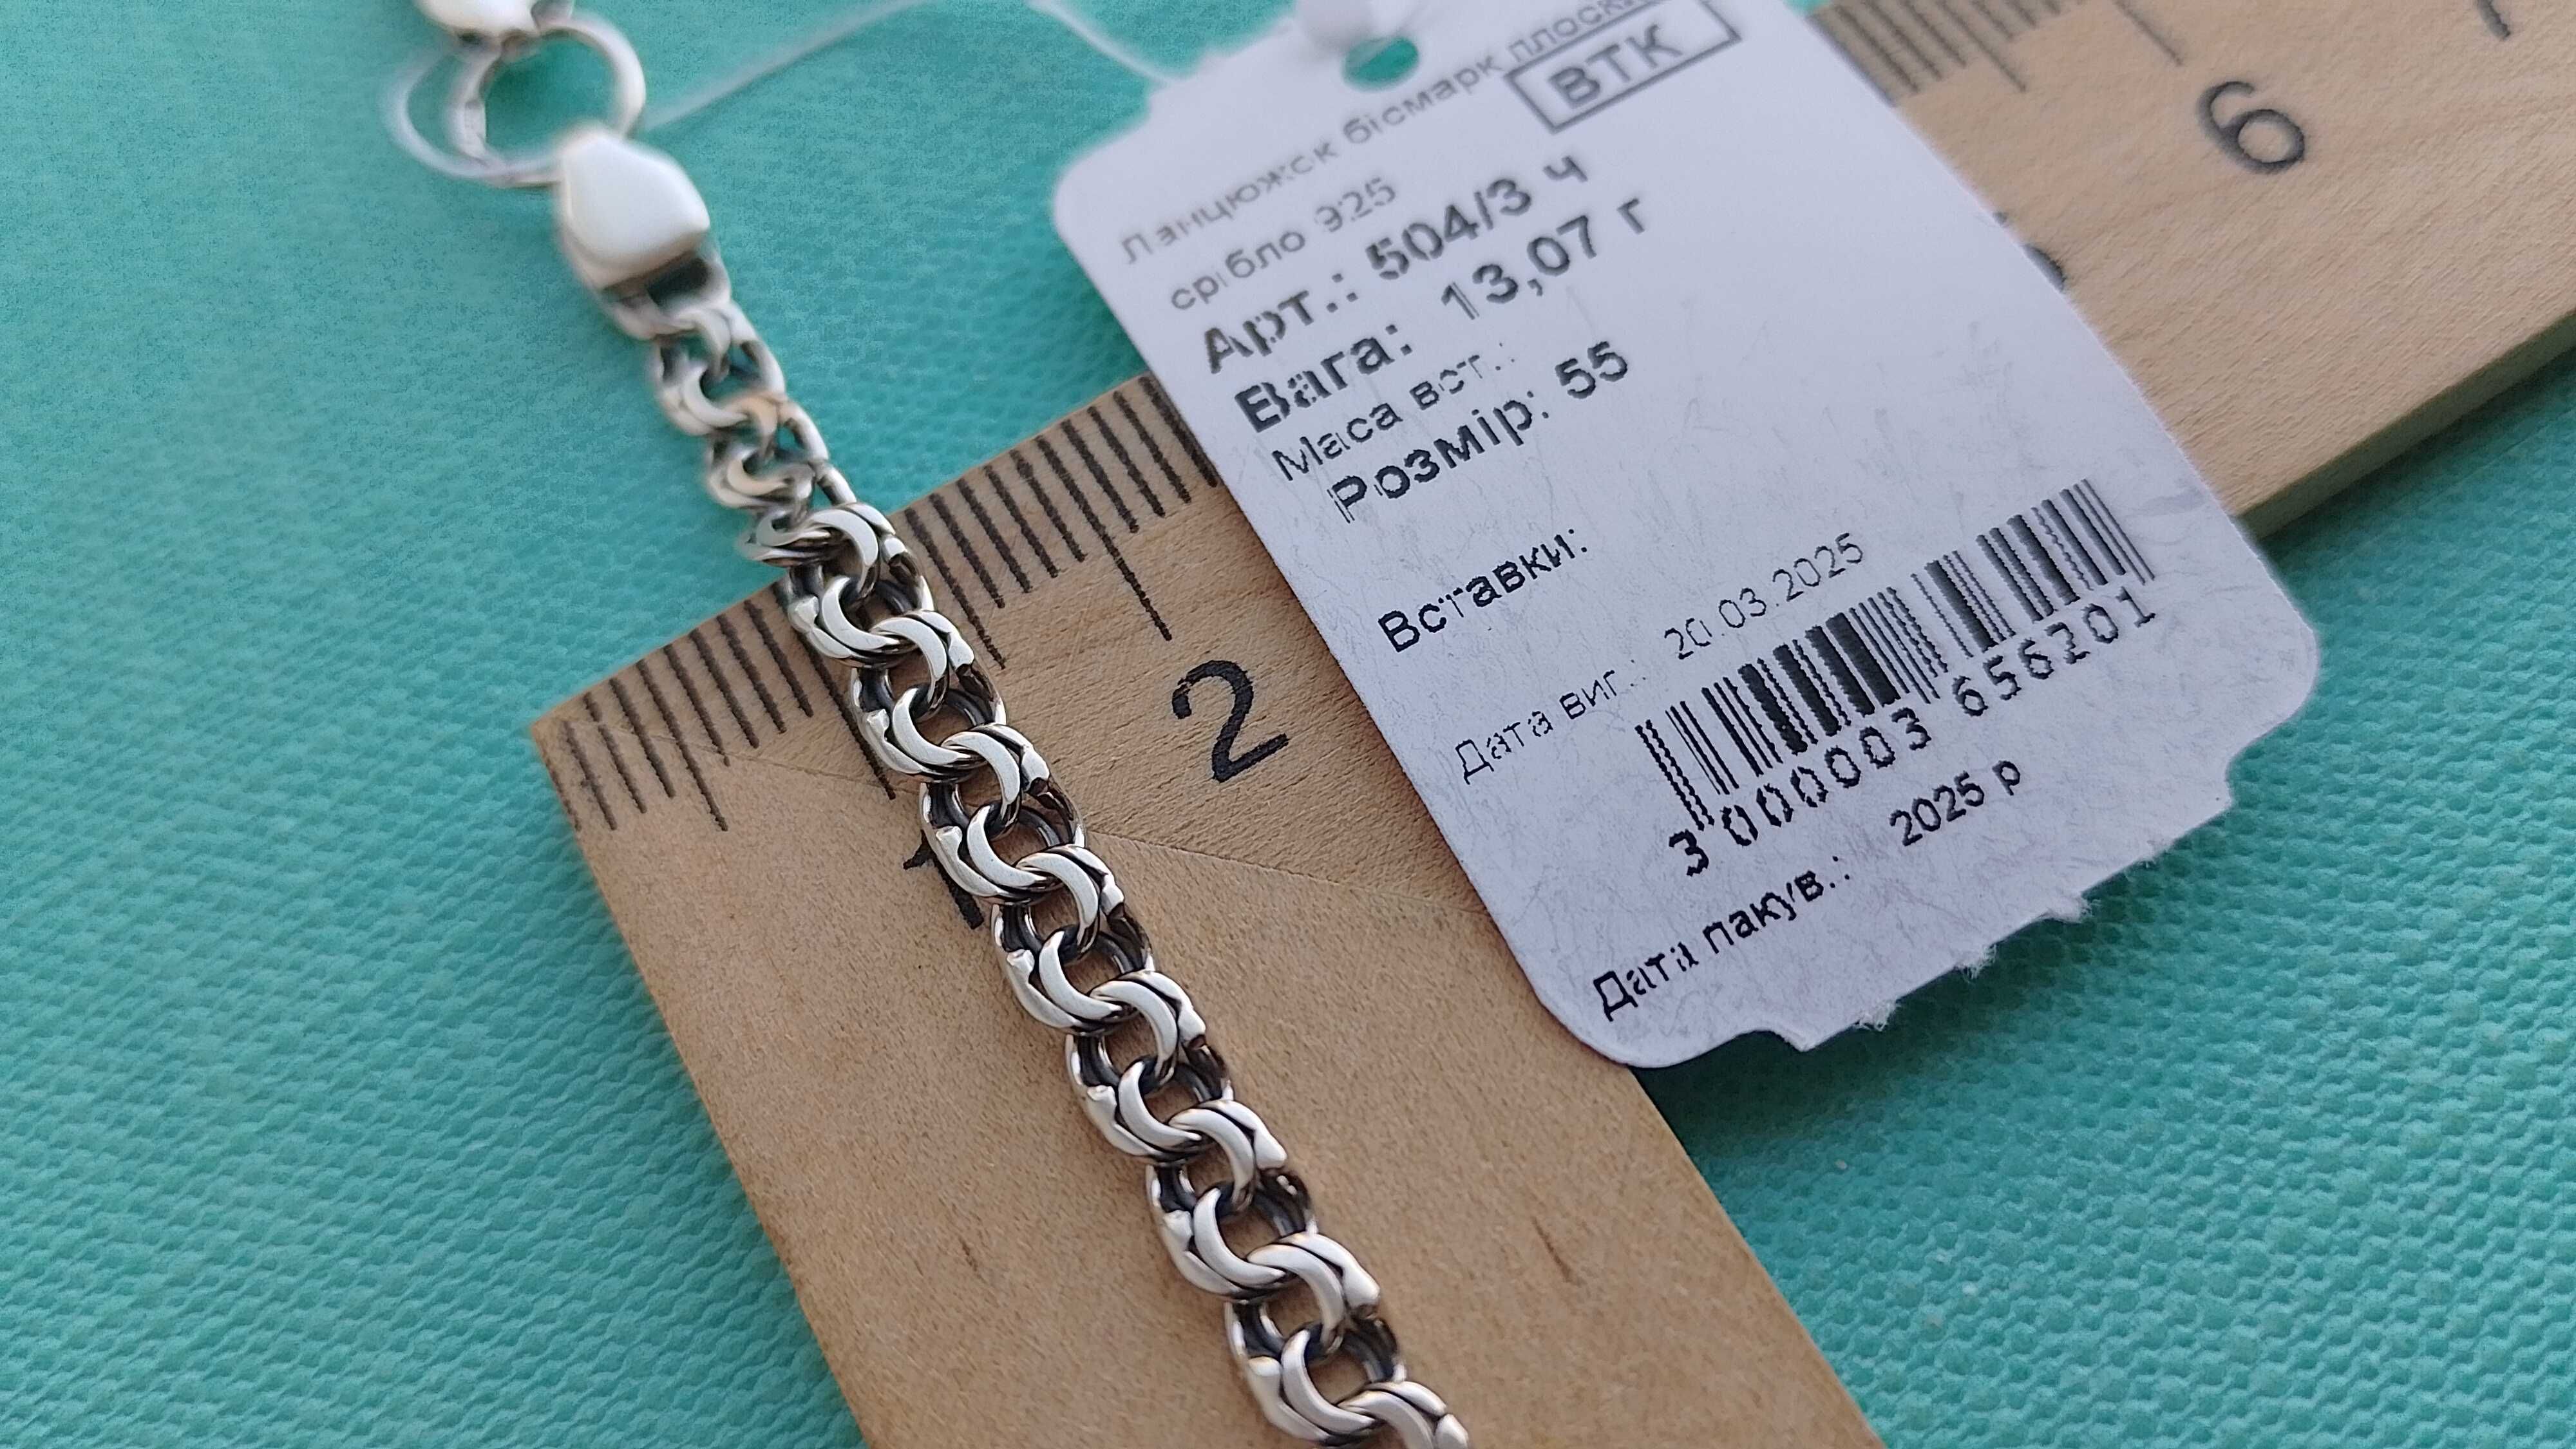 Ланцюжок бісмарк плоский
ВТК
срібло 925
Арт.: 504/3 ч
Вага: 13,07 г
Маса вст.:
Розмір: 55
Вставки:
Дата виг.: 20.03.2025
3 000003 656201
Дата пакув.: 2025 р
1
2
6